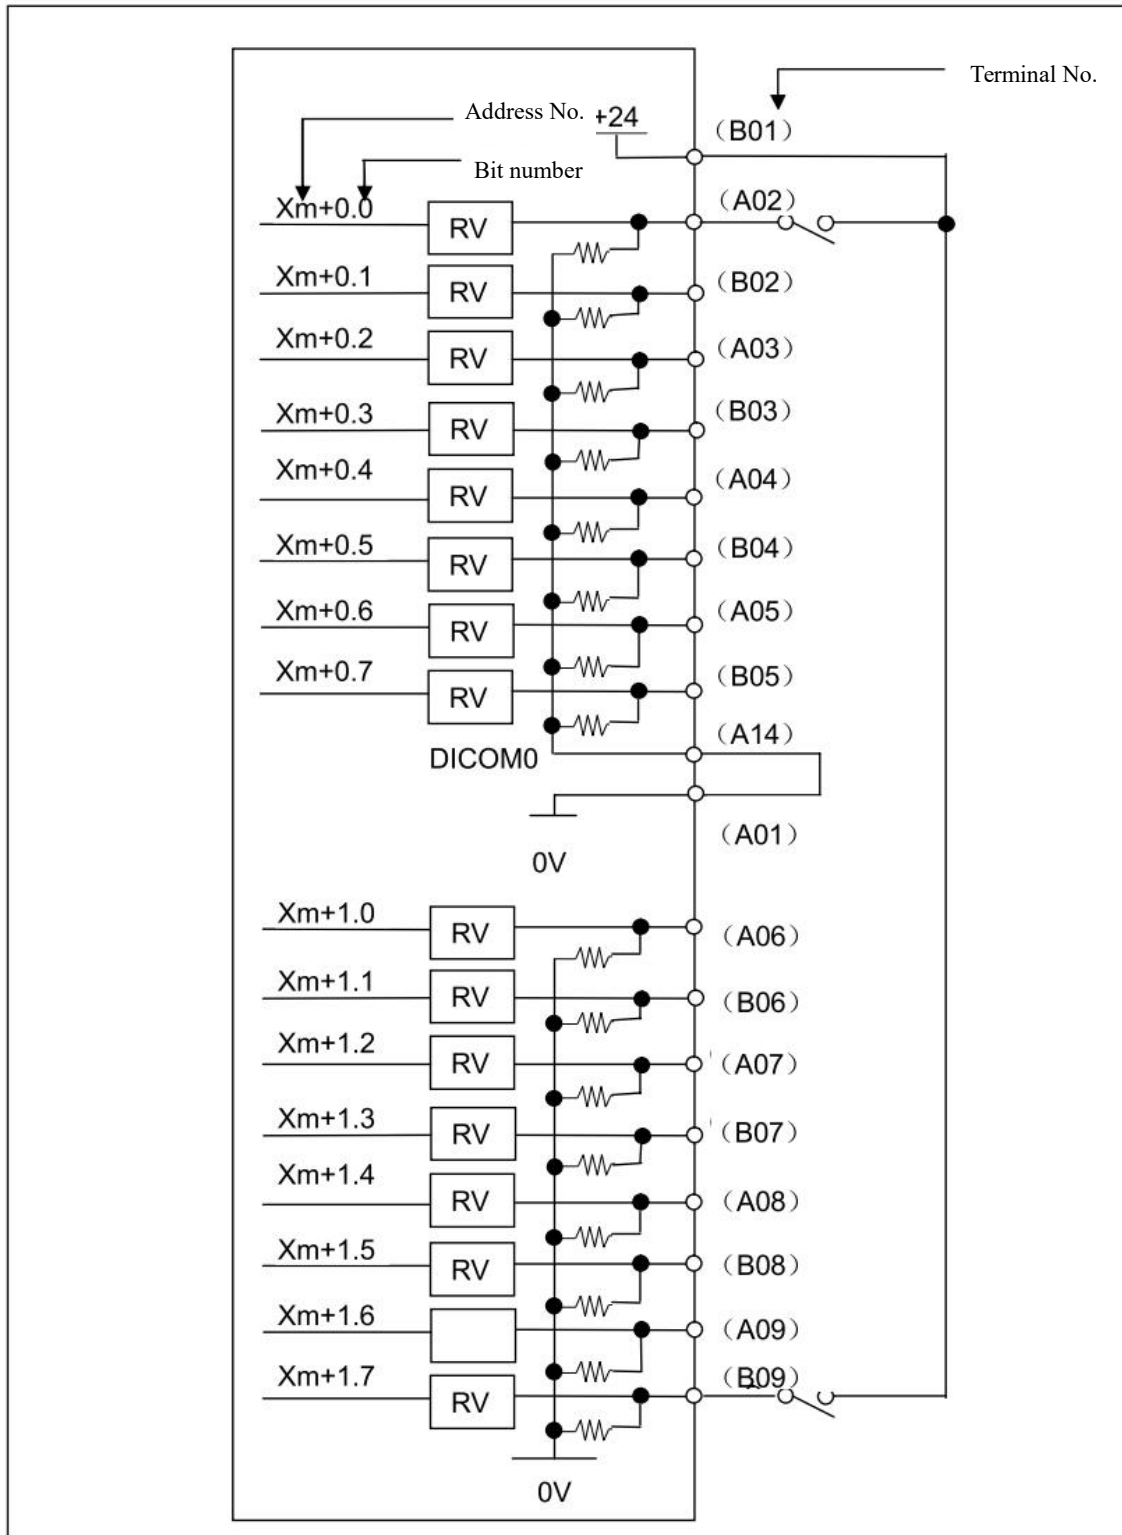 Terminal No.
Address No. +24
(B01)
Bit number
Xm+0.0 RV (A02)
Xm+0.1 RV (B02)
Xm+0.2 RV (A03)
Xm+0.3 RV (B03)
Xm+0.4 RV (A04)
Xm+0.5 RV (B04)
Xm+0.6 RV (A05)
Xm+0.7 RV (B05)
(A14)
DICOM0
(A01)
0V
Xm+1.0 RV (A06)
Xm+1.1 RV (B06)
Xm+1.2 RV (A07)
Xm+1.3 RV (B07)
Xm+1.4 RV (A08)
Xm+1.5 RV (B08)
Xm+1.6 (A09)
Xm+1.7 RV (B09)
0V